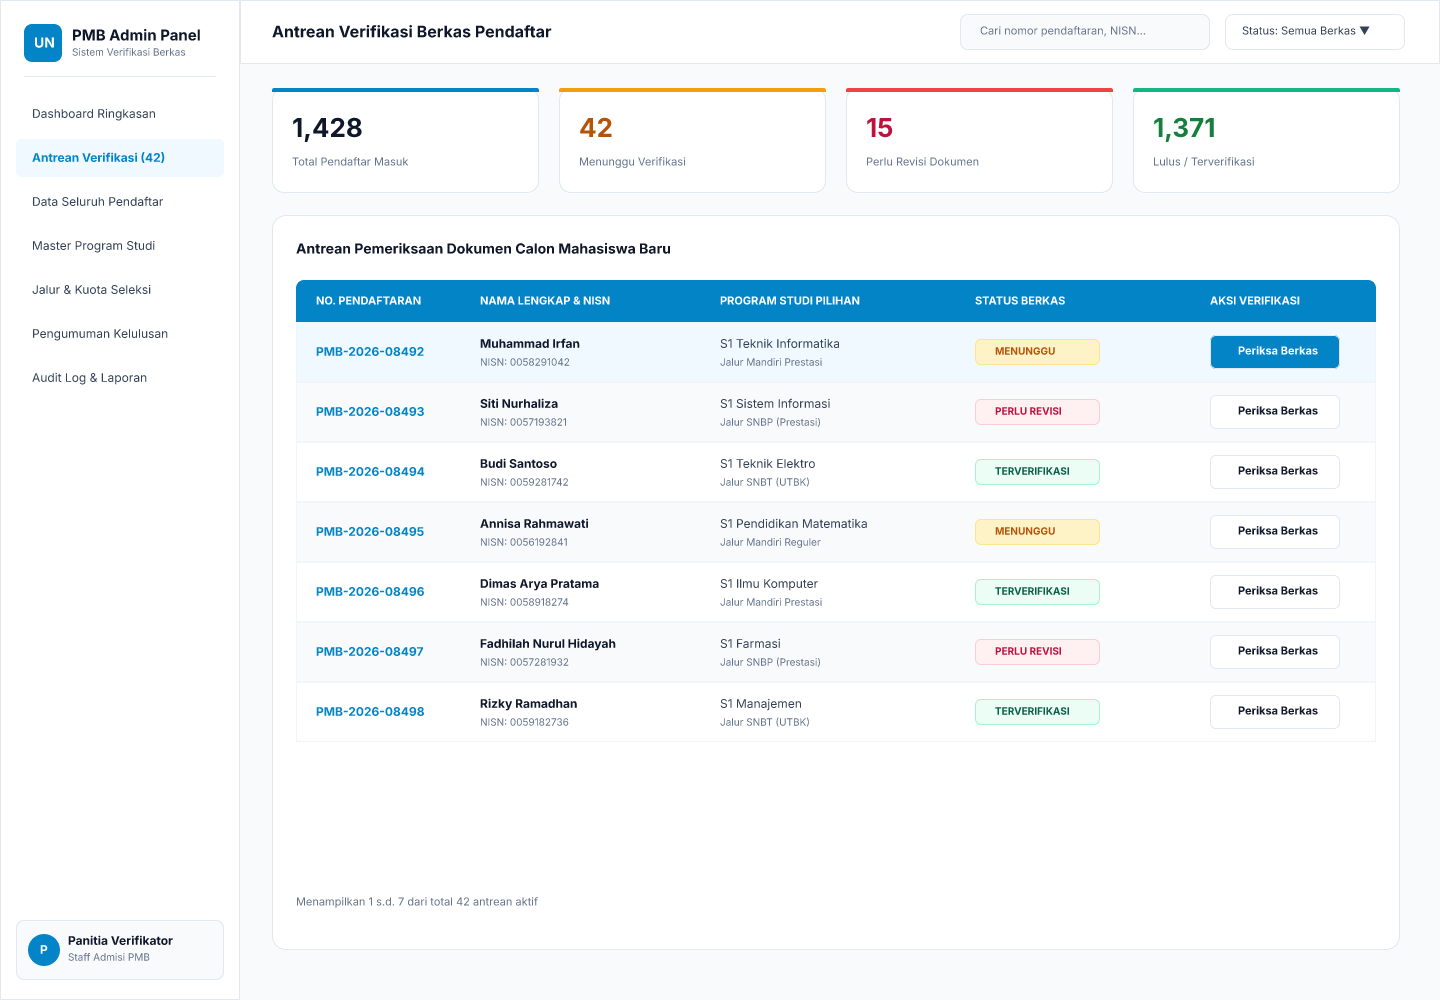 UN
PMB Admin Panel
Sistem Verifikasi Berkas
Dashboard Ringkasan
Antrean Verifikasi (42)
Data Seluruh Pendaftar
Master Program Studi
Jalur & Kuota Seleksi
Pengumuman Kelulusan
Audit Log & Laporan
P
Panitia Verifikator
Staff Admisi PMB
Antrean Verifikasi Berkas Pendaftar
Cari nomor pendaftaran, NISN...
Status: Semua Berkas ▼
1,428
Total Pendaftar Masuk
42
Menunggu Verifikasi
15
Perlu Revisi Dokumen
1,371
Lulus / Terverifikasi
Antrean Pemeriksaan Dokumen Calon Mahasiswa Baru
NO. PENDAFTARAN NAMA LENGKAP & NISN PROGRAM STUDI PILIHAN STATUS BERKAS AKSI VERIFIKASI
PMB-2026-08492 Muhammad Irfan S1 Teknik Informatika MENUNGGU Periksa Berkas
NISN: 0058291042 Jalur Mandiri Prestasi
PMB-2026-08493 Siti Nurhaliza S1 Sistem Informasi PERLU REVISI Periksa Berkas
NISN: 0057193821 Jalur SNBP (Prestasi)
PMB-2026-08494 Budi Santoso S1 Teknik Elektro TERVERIFIKASI Periksa Berkas
NISN: 0059281742 Jalur SNBT (UTBK)
PMB-2026-08495 Annisa Rahmawati S1 Pendidikan Matematika MENUNGGU Periksa Berkas
NISN: 0056192841 Jalur Mandiri Reguler
PMB-2026-08496 Dimas Arya Pratama S1 Ilmu Komputer TERVERIFIKASI Periksa Berkas
NISN: 0058918274 Jalur Mandiri Prestasi
PMB-2026-08497 Fadhilah Nurul Hidayah S1 Farmasi PERLU REVISI Periksa Berkas
NISN: 0057281932 Jalur SNBP (Prestasi)
PMB-2026-08498 Rizky Ramadhan S1 Manajemen TERVERIFIKASI Periksa Berkas
NISN: 0059182736 Jalur SNBT (UTBK)
Menampilkan 1 s.d. 7 dari total 42 antrean aktif